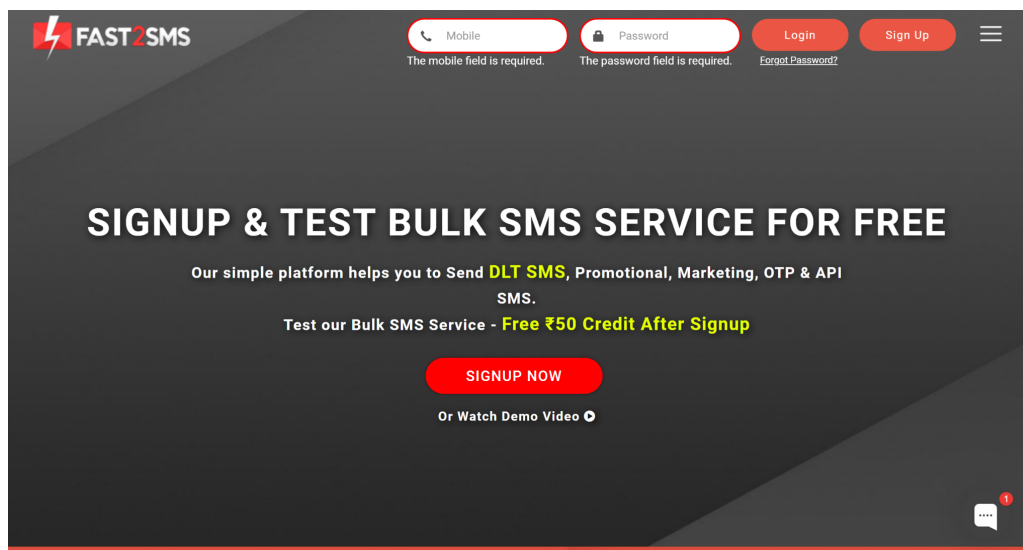 FAST2SMS
Mobile
Password
Login
Sign Up
The mobile field is required.
The password field is required.
Forgot Password?
SIGNUP & TEST BULK SMS SERVICE FOR FREE
Our simple platform helps you to Send DLT SMS, Promotional, Marketing, OTP & API
SMS.
Test our Bulk SMS Service - Free ₹50 Credit After Signup
SIGNUP NOW
Or Watch Demo Video
1